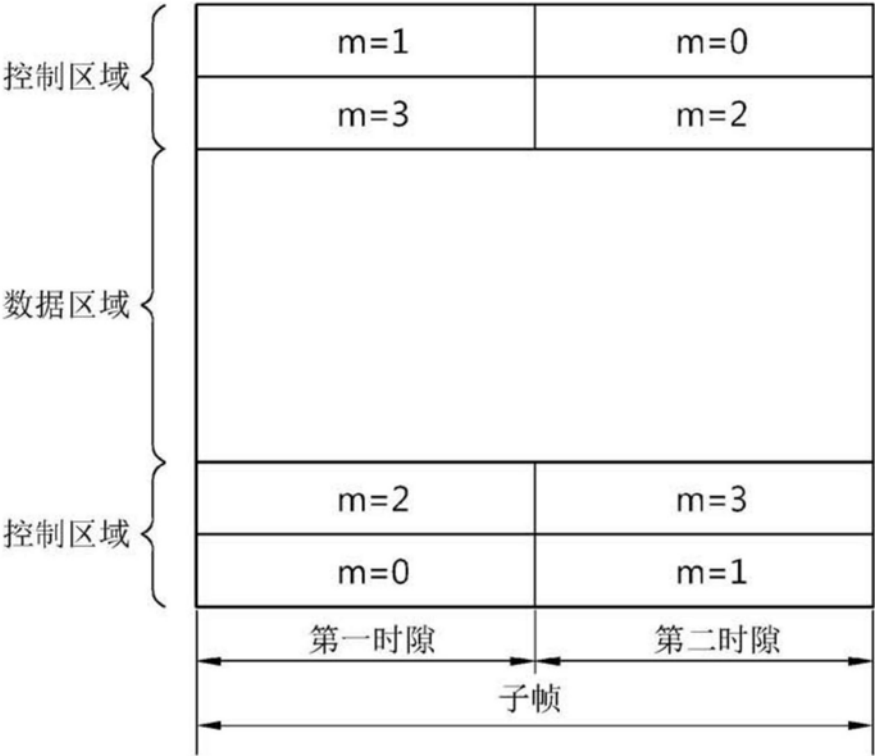 m=1 m=0
控制区域
m=3 m=2
数据区域
m=2 m=3
控制区域
m=0 m=1
第一时隙 第二时隙
子帧